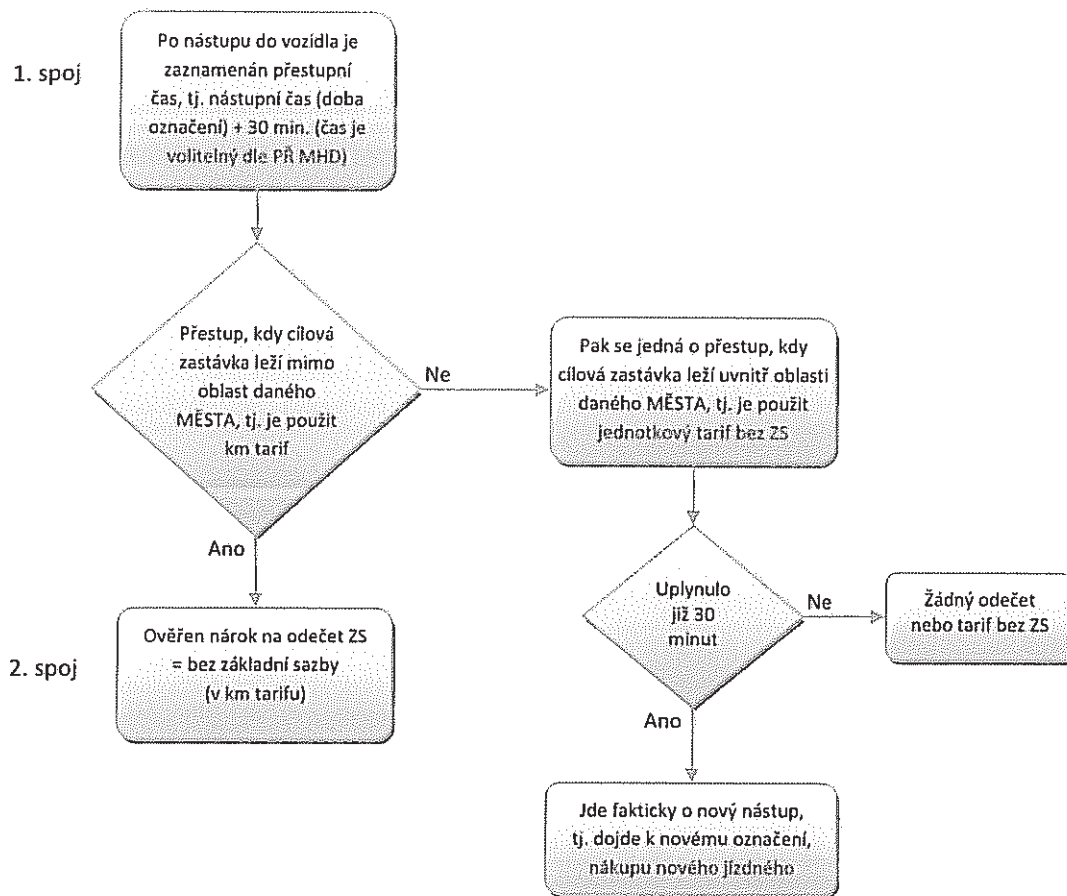 1. spoj
Po nástupu do vozidla je
zaznamenán přestupní
čas, tj. nástupní čas (doba
označení) + 30 min. (čas je
volitelný dle PŘ MHD)
Přestup, kdy cílová
zastávka leží mimo
oblast daného
MĚSTA, tj. je použit
km tarif
Ne
Pak se jedná o přestup, kdy
cílová zastávka leží uvnitř oblasti
daného MĚSTA, tj. je použit
jednotkový tarif bez ZS
Ano
Uplynulo
již 30
minut
Ne
Žádný odečet
nebo tarif bez ZS
2. spoj
Ověřen nárok na odečet ZS
= bez základní sazby
(v km tarifu)
Ano
Jde fakticky o nový nástup,
tj. dojde k novému označení,
nákupu nového jízdného